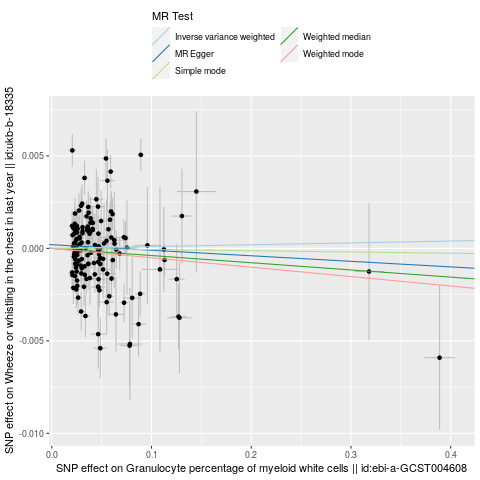 MR Test
Inverse variance weighted
Weighted median
MR Egger
Weighted mode
Simple mode
SNP effect on Wheeze or whistling in the chest in last year || id:ukb-b-18335
0.005
0.000
-0.005
-0.010
0.0 0.1 0.2 0.3 0.4
SNP effect on Granulocyte percentage of myeloid white cells || id:ebi-a-GCST004608